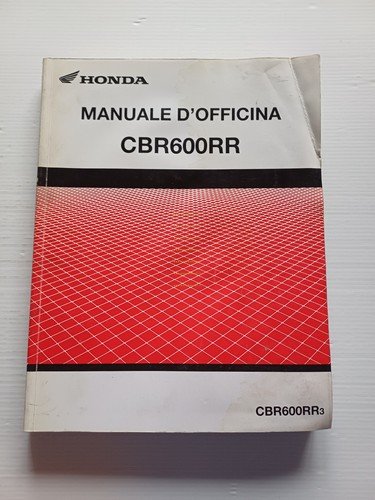 HONDA
MANUALE D'OFFICINA
CBR600RR
CBR600RR3